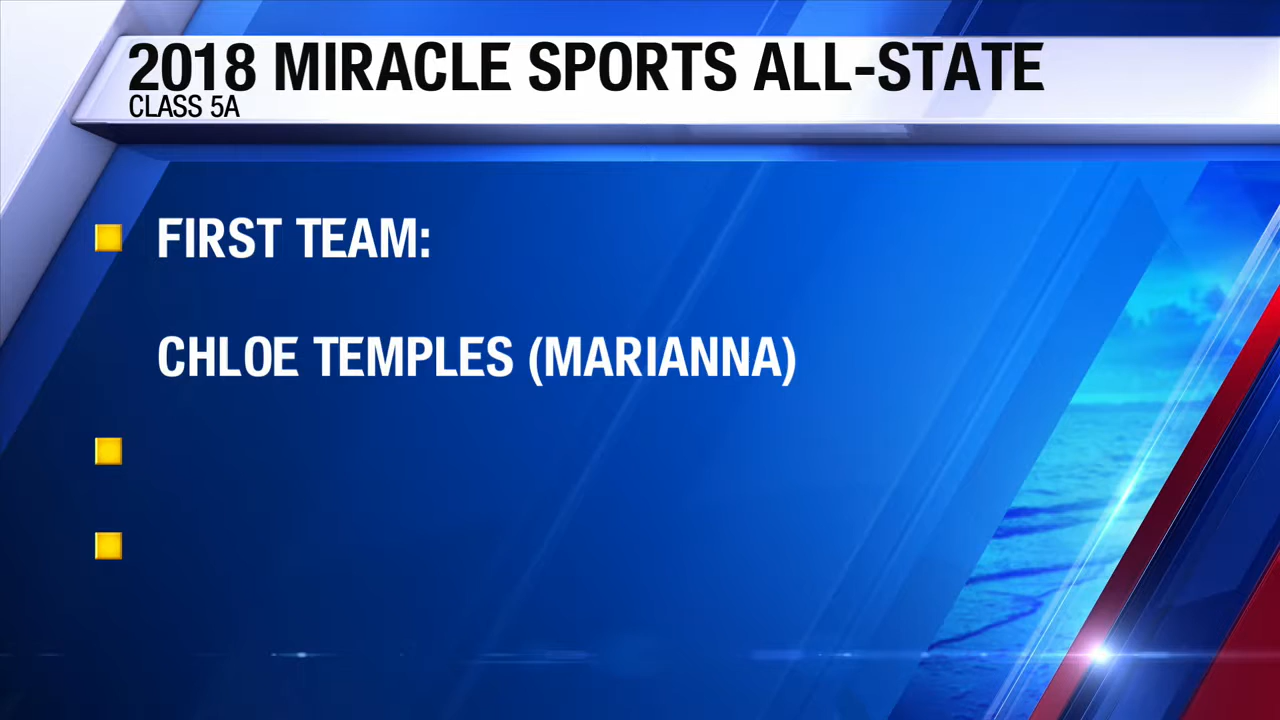 2018 MIRACLE SPORTS ALL-STATE
CLASS 5A
FIRST TEAM:
CHLOE TEMPLES (MARIANNA)